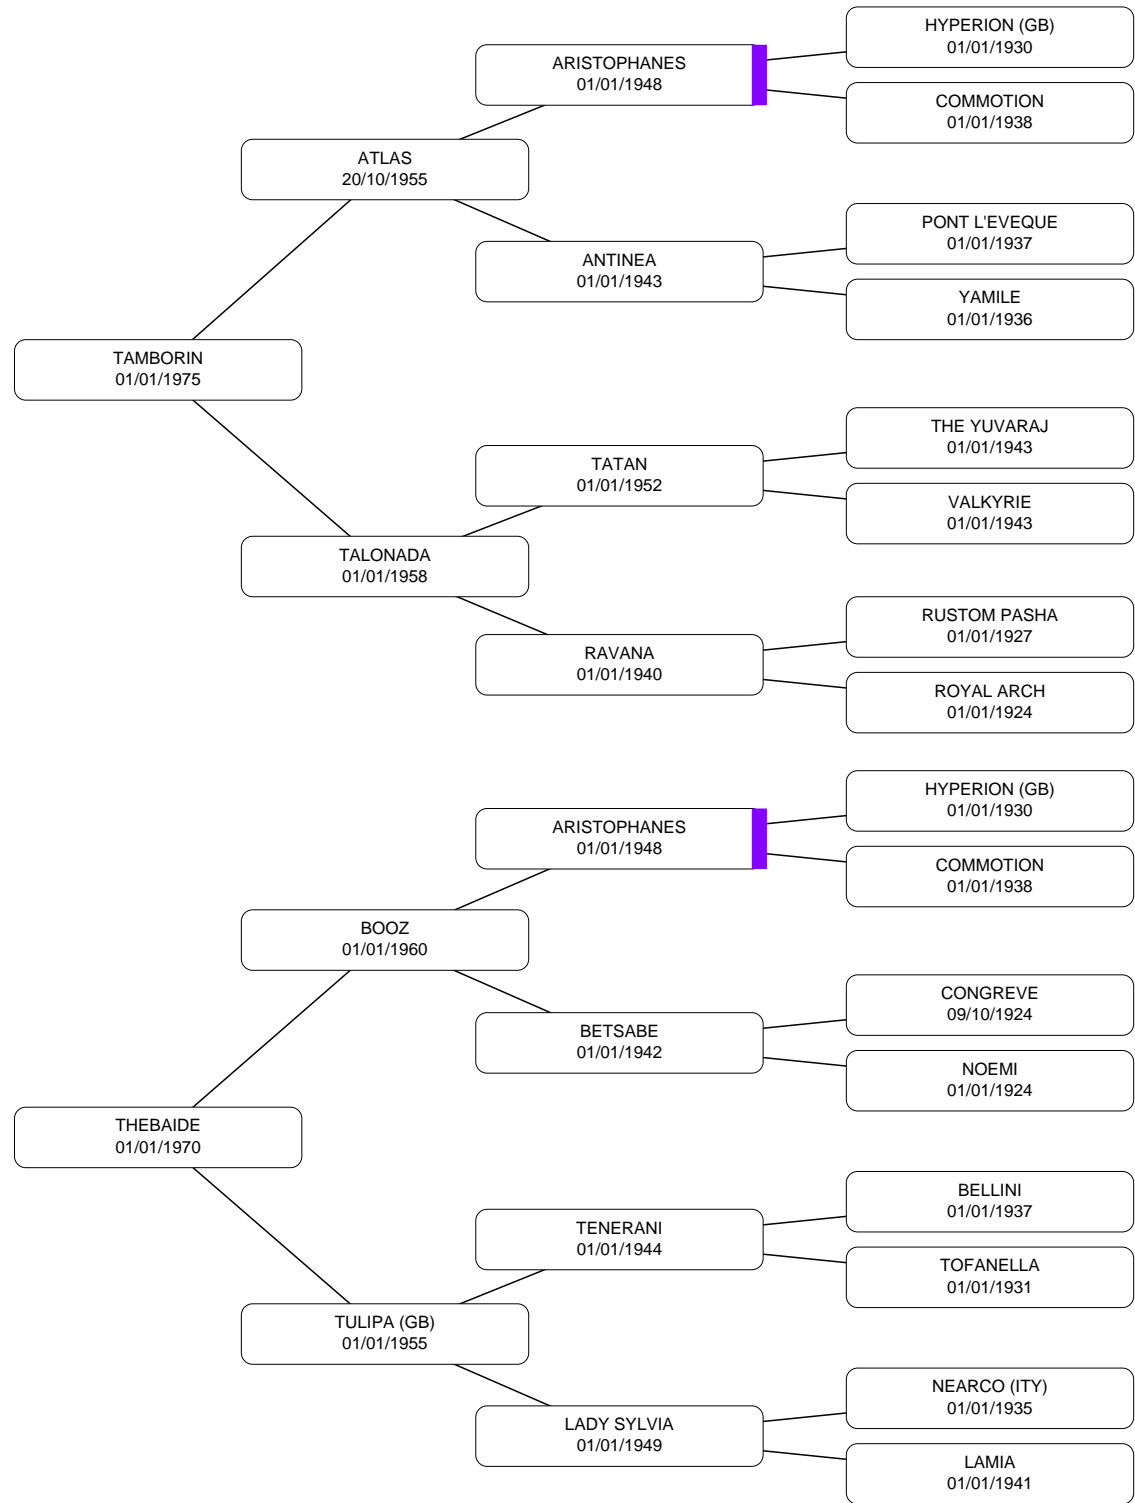 HYPERION (GB)
01/01/1930
ARISTOPHANES
01/01/1948
COMMOTION
01/01/1938
ATLAS
20/10/1955
PONT L'EVEQUE
01/01/1937
ANTINEA
01/01/1943
YAMILE
01/01/1936
TAMBORIN
01/01/1975
THE YUVARAJ
01/01/1943
TATAN
01/01/1952
VALKYRIE
01/01/1943
TALONADA
01/01/1958
RUSTOM PASHA
01/01/1927
RAVANA
01/01/1940
ROYAL ARCH
01/01/1924
HYPERION (GB)
01/01/1930
ARISTOPHANES
01/01/1948
COMMOTION
01/01/1938
BOOZ
01/01/1960
CONGREVE
09/10/1924
BETSABE
01/01/1942
NOEMI
01/01/1924
THEBAIDE
01/01/1970
BELLINI
01/01/1937
TENERANI
01/01/1944
TOFANELLA
01/01/1931
TULIPA (GB)
01/01/1955
NEARCO (ITY)
01/01/1935
LADY SYLVIA
01/01/1949
LAMIA
01/01/1941